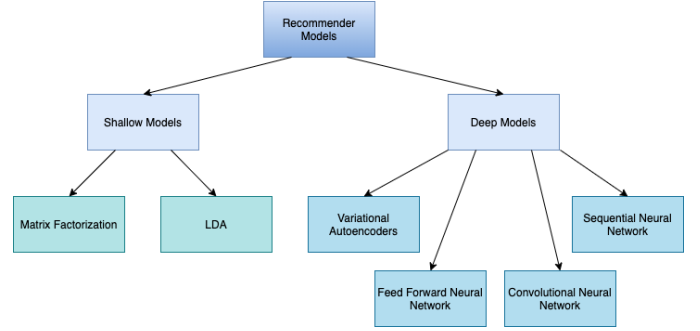 Recommender
Models
Shallow Models
Deep Models
Matrix Factorization
LDA
Variational
Autoencoders
Sequential Neural
Network
Feed Forward Neural
Network
Convolutional Neural
Network